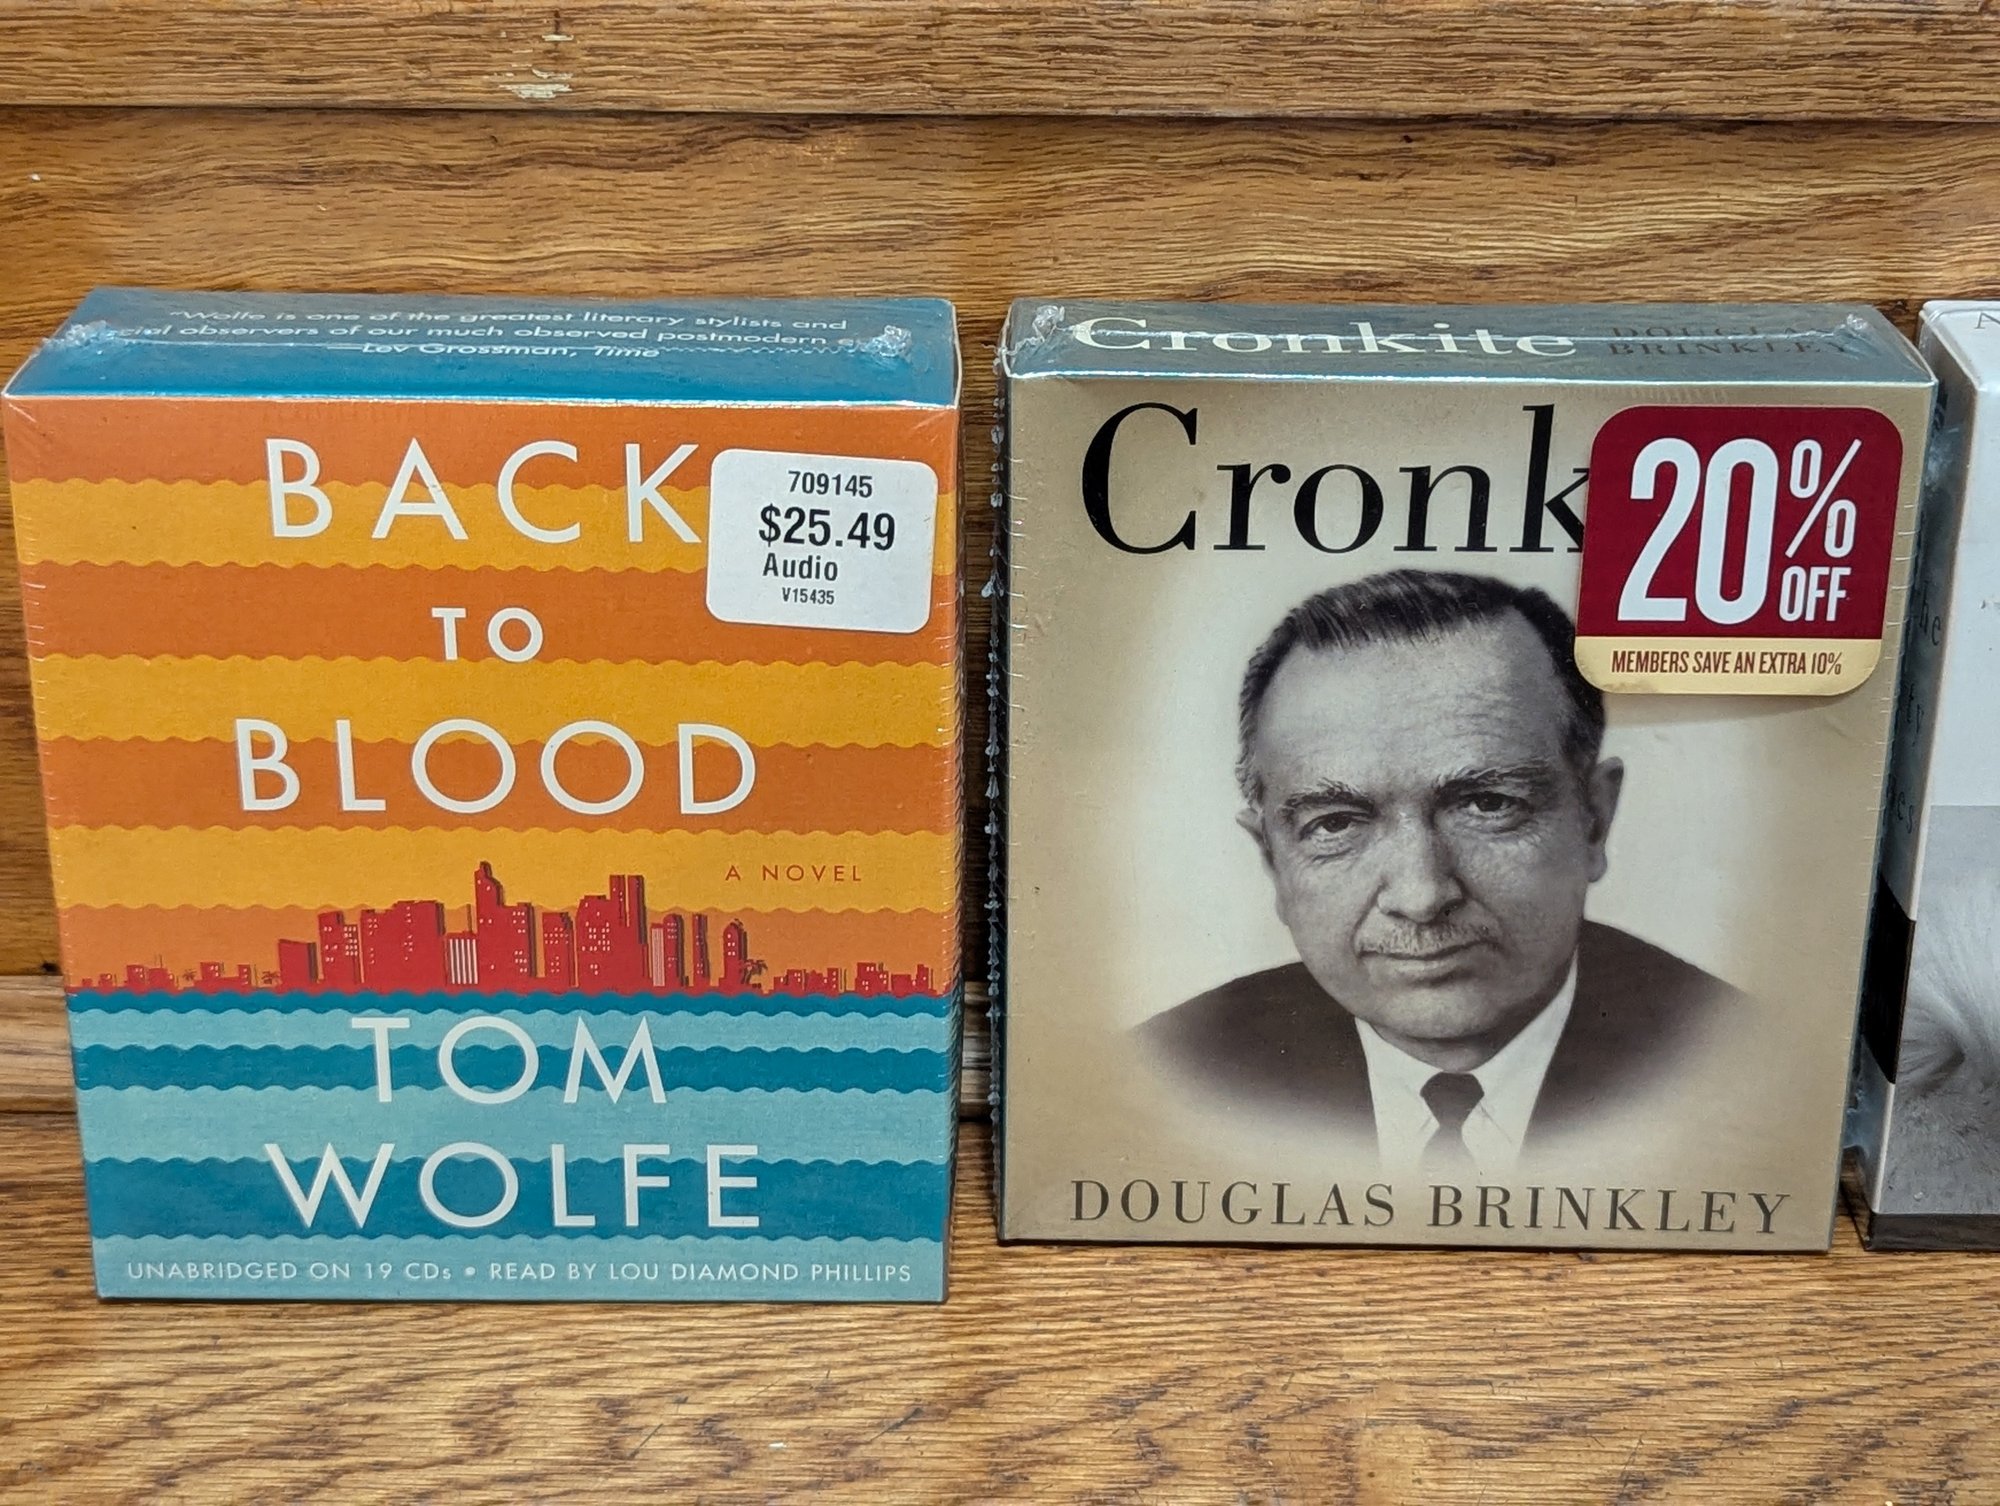 "Wolfe is one of the greatest literary stylists and
social observers of our much observed postmodern
—Lev Grossman, Time
BACK
TO
BLOOD
A NOVEL
TOM
WOLFE
UNABRIDGED ON 19 CDs • READ BY LOU DIAMOND PHILLIPS
709145
$25.49
Audio
V15435
Cronkite DOUGLAS
BRINKLEY
Cronk
20% OFF
MEMBERS SAVE AN EXTRA 10%
DOUGLAS BRINKLEY